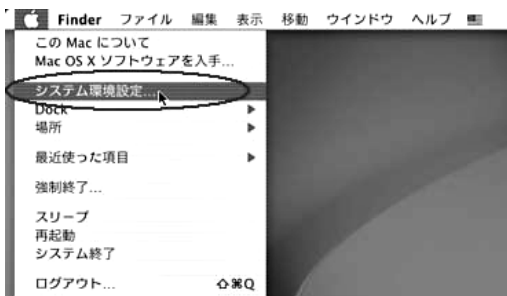 Finder ファイル 編集 表示 移動 ウインドウ ヘルプ
この Mac について
Mac OS X ソフトウェアを入手...
システム環境設定...
Dock
場所
最近使った項目
強制終了...
スリープ
再起動
システム終了
ログアウト... ⇧⌘Q